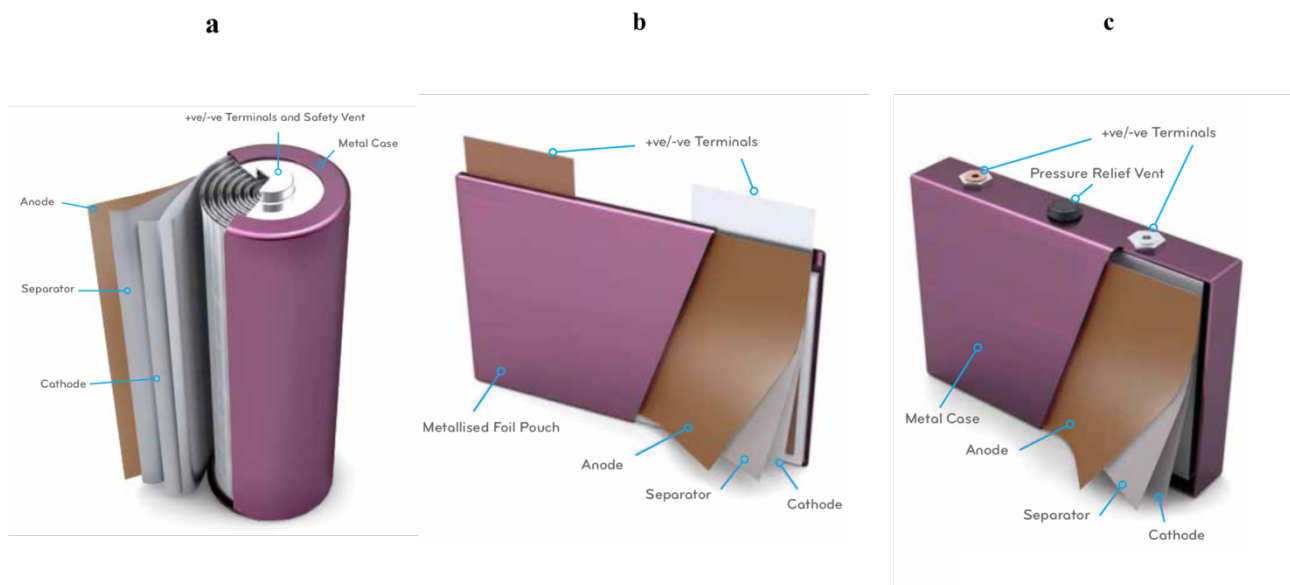 a
+ve/-ve Terminals and Safety Vent
Metal Case
Anode
Separator
Cathode
b
+ve/-ve Terminals
Metallised Foil Pouch
Anode
Separator
Cathode
c
+ve/-ve Terminals
Pressure Relief Vent
Metal Case
Anode
Separator
Cathode